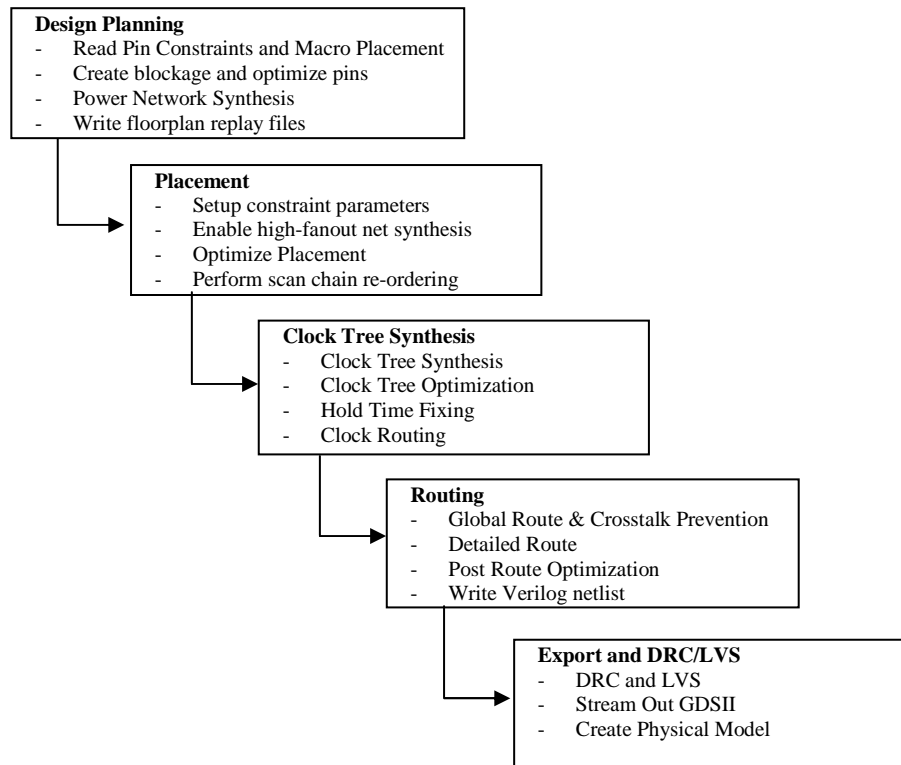 Design Planning
- Read Pin Constraints and Macro Placement
- Create blockage and optimize pins
- Power Network Synthesis
- Write floorplan replay files
Placement
- Setup constraint parameters
- Enable high-fanout net synthesis
- Optimize Placement
- Perform scan chain re-ordering
Clock Tree Synthesis
- Clock Tree Synthesis
- Clock Tree Optimization
- Hold Time Fixing
- Clock Routing
Routing
- Global Route & Crosstalk Prevention
- Detailed Route
- Post Route Optimization
- Write Verilog netlist
Export and DRC/LVS
- DRC and LVS
- Stream Out GDSII
- Create Physical Model